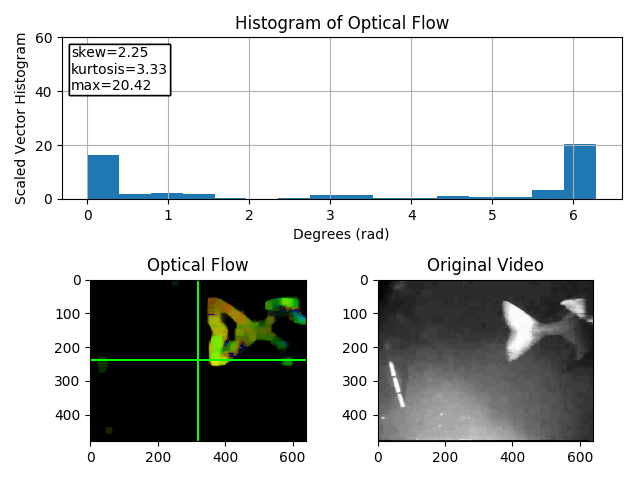 Histogram of Optical Flow
60
40
20
0
Scaled Vector Histogram
skew=2.25
kurtosis=3.33
max=20.42
0 1 2 3 4 5 6
Degrees (rad)
Optical Flow
0
100
200
300
400
0 200 400 600
Original Video
0
100
200
300
400
0 200 400 600